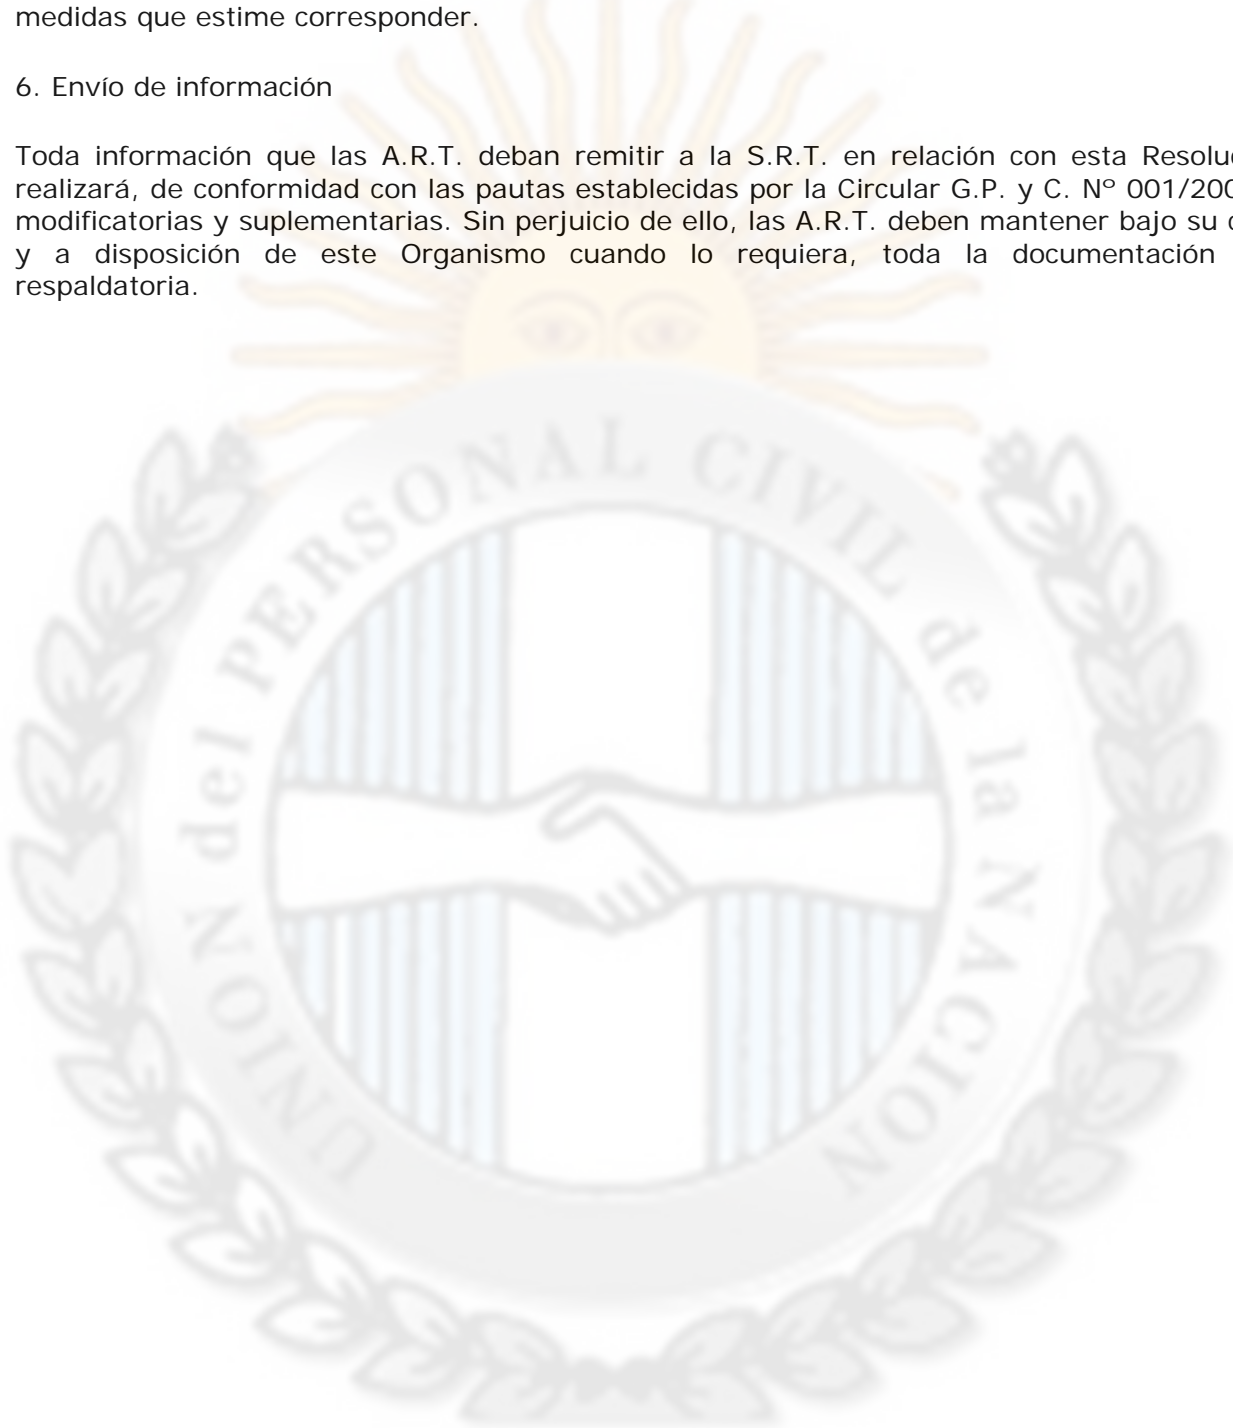 medidas que estime corresponder.
6. Envío de información
Toda información que las A.R.T. deban remitir a la S.R.T. en relación con esta
realizará, de conformidad con las pautas establecidas por la Circular G.P. y C. Nº
modificatorias y suplementarias. Sin perjuicio de ello, las A.R.T. deben mantener bajo su
y a disposición de este Organismo cuando lo requiera, toda la documentación
respaldatoria.
UNION del PERSONAL CIVIL de la NACION